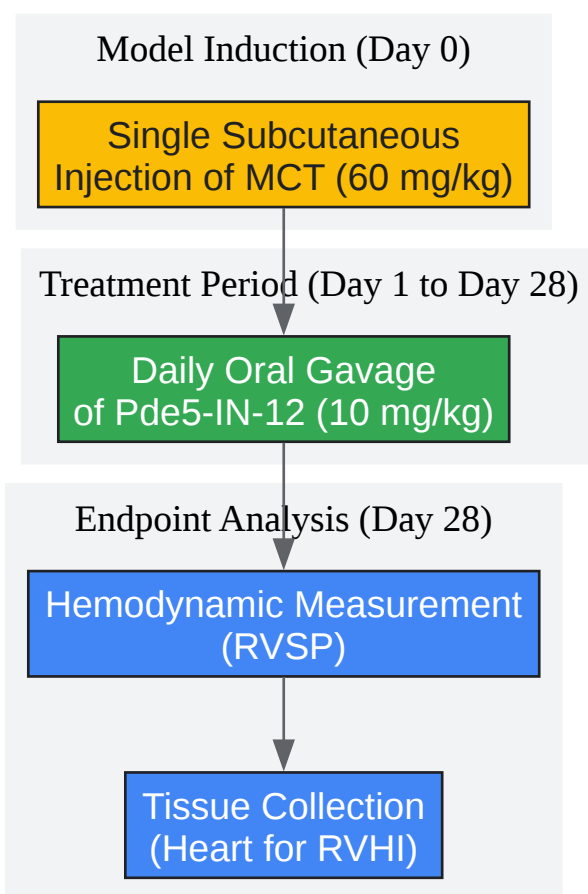 Model Induction (Day 0)
Single Subcutaneous
Injection of MCT (60 mg/kg)
Treatment Period (Day 1 to Day 28)
Daily Oral Gavage
of Pde5-IN-12 (10 mg/kg)
Endpoint Analysis (Day 28)
Hemodynamic Measurement
(RVSP)
Tissue Collection
(Heart for RVHI)